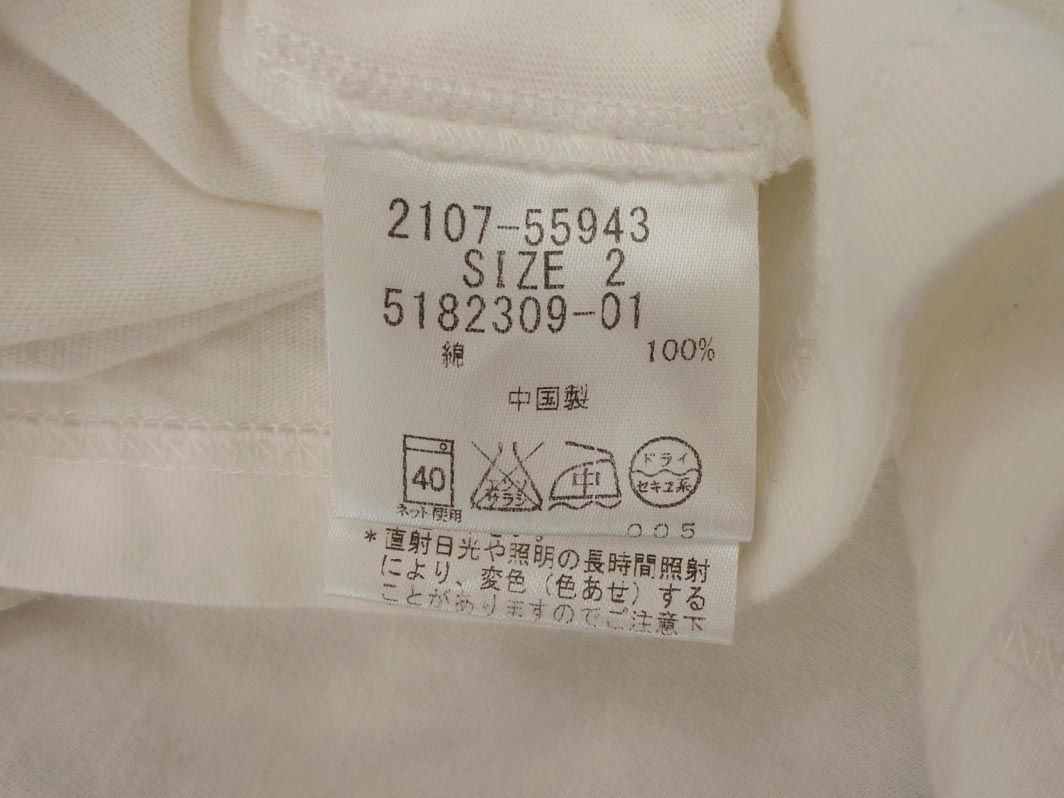 2107-55943
SIZE 2
5182309-01
綿 100%
中国製
40
ネット使用
サラシ
中
ドライ
セキユ系
005
*直射日光や照明の長時間照射
により、変色（色あせ）する
ことがありますのでご注意下